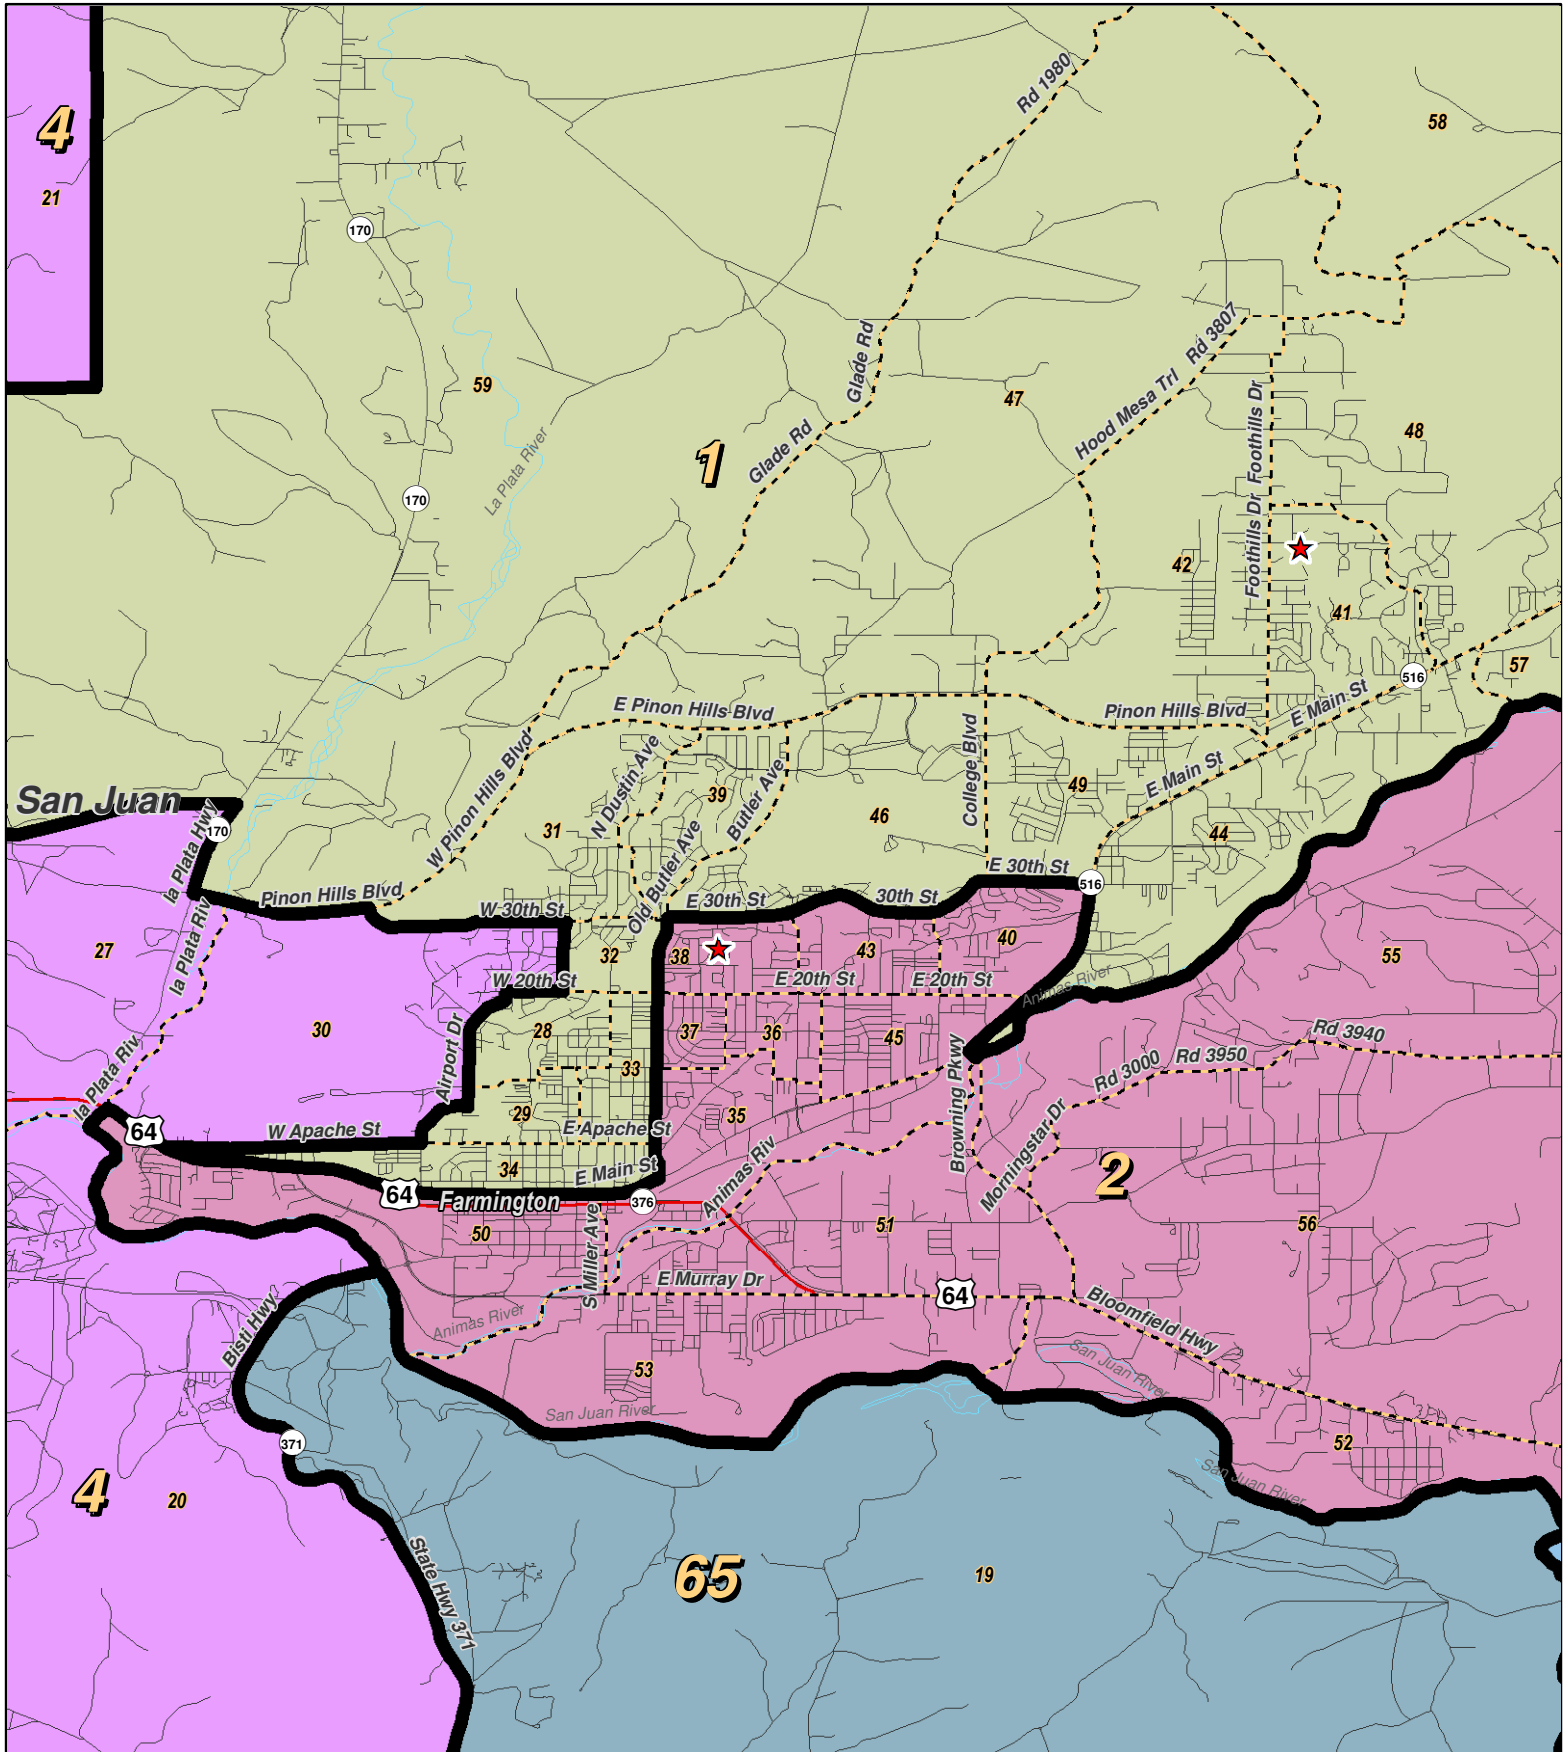 Rd 1980
4
58
21
170
Rd 3807
Glade Rd
59
47
Hood Mesa Trl
Foothills Dr
48
1
Glade Rd
La Plata River
170
Foothills Dr
42
41
57
516
E Main St
E Pinon Hills Blvd
Pinon Hills Blvd
W Pinon Hills Blvd
N Dustin Ave
College Blvd
E Main St
49
39
Butler Ave
San Juan
la Plata Hwy
170
31
46
44
Old Butler Ave
E 30th St
516
Pinon Hills Blvd
W 30th St
E 30th St
30th St
la Plata Riv
27
32
38
43
40
55
W 20th St
E 20th St
E 20th St
Animas River
30
28
37
36
45
Rd 3940
Airport Dr
33
Browning Pkwy
Rd 3950
Rd 3000
la Plata Riv
29
35
Morningstar Dr
64
W Apache St
E Apache St
34
E Main St
2
64
Farmington
376
Animas Riv
50
S Miller Ave
51
56
E Murray Dr
64
Bloomfield Hwy
Bisti Hwy
Animas River
53
San Juan River
San Juan River
371
52
4
20
San Juan River
State Hwy 371
65
19